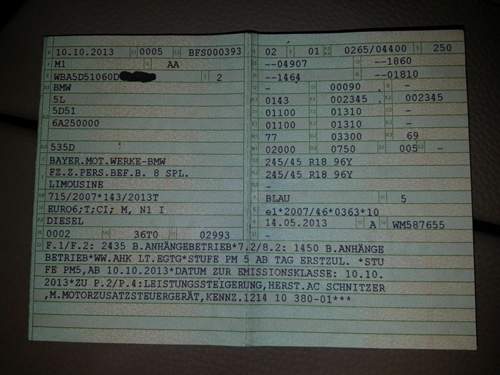 10.10.2013 0005 BFS000393
M1 AA
WBA5D51060D 2
BMW
5L
5D51
6A250000
535D
BAYER.MOT.WERKE-BMW
FZ.Z.PERS.BEF.B. 8 SPL.
LIMOUSINE
715/2007*143/2013T
EURO6;T;CI; M, N1 I
DIESEL
0002 36T0 02993
02 01 0265/04400 250
--04907 --1860
--1464 --01810
- 00090 -
0143 002345 002345
01100 01310 -
01100 01310 -
77 03300 69
02000 0750 005 -
245/45 R18 96Y
245/45 R18 96Y
-
BLAU 5
e1*2007/46*0363*10
14.05.2013 A WM587655
-
F.1/F.2: 2435 B.ANHÄNGEBETRIEB*7.2/8.2: 1450 B.ANHÄNGE
BETRIEB*WW.AHK LT.EGTG*STUFE PM 5 AB TAG ERSTZUL. *STU
FE PM5,AB 10.10.2013*DATUM ZUR EMISSIONSKLASSE: 10.10.
2013*ZU P.2/P.4:LEISTUNGSSTEIGERUNG,HERST.AC SCHNITZER
,M.MOTORZUSATZSTEUERGERÄT,KENNZ.1214 10 380-01***